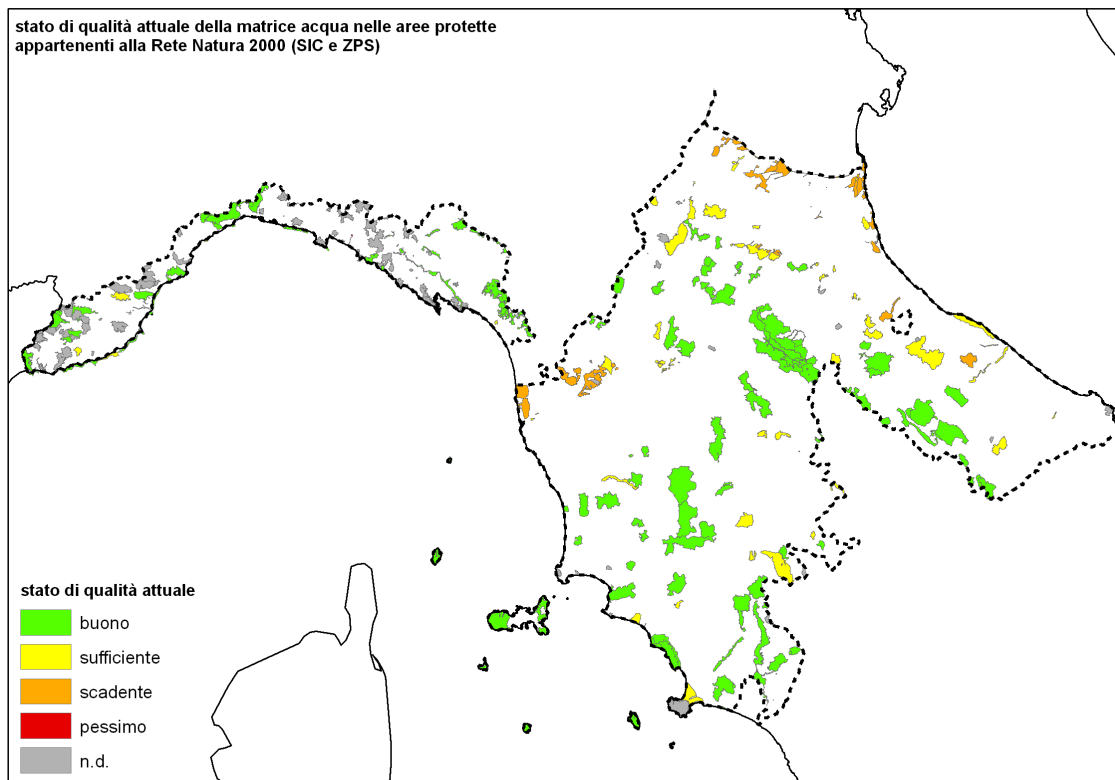 stato di qualità attuale della matrice acqua nelle aree protette
appartenenti alla Rete Natura 2000 (SIC e ZPS)
stato di qualità attuale
buono
sufficiente
scadente
pessimo
n.d.